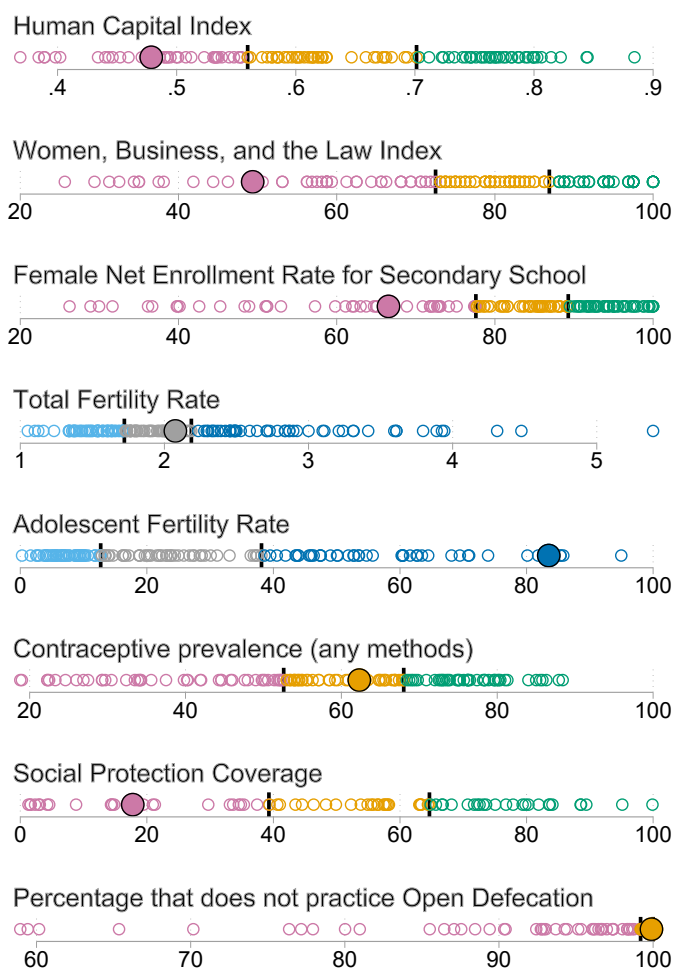 Human Capital Index
.4 .5 .6 .7 .8 .9
Women, Business, and the Law Index
20 40 60 80 100
Female Net Enrollment Rate for Secondary School
20 40 60 80 100
Total Fertility Rate
1 2 3 4 5
Adolescent Fertility Rate
0 20 40 60 80 100
Contraceptive prevalence (any methods)
20 40 60 80 100
Social Protection Coverage
0 20 40 60 80 100
Percentage that does not practice Open Defecation
60 70 80 90 100